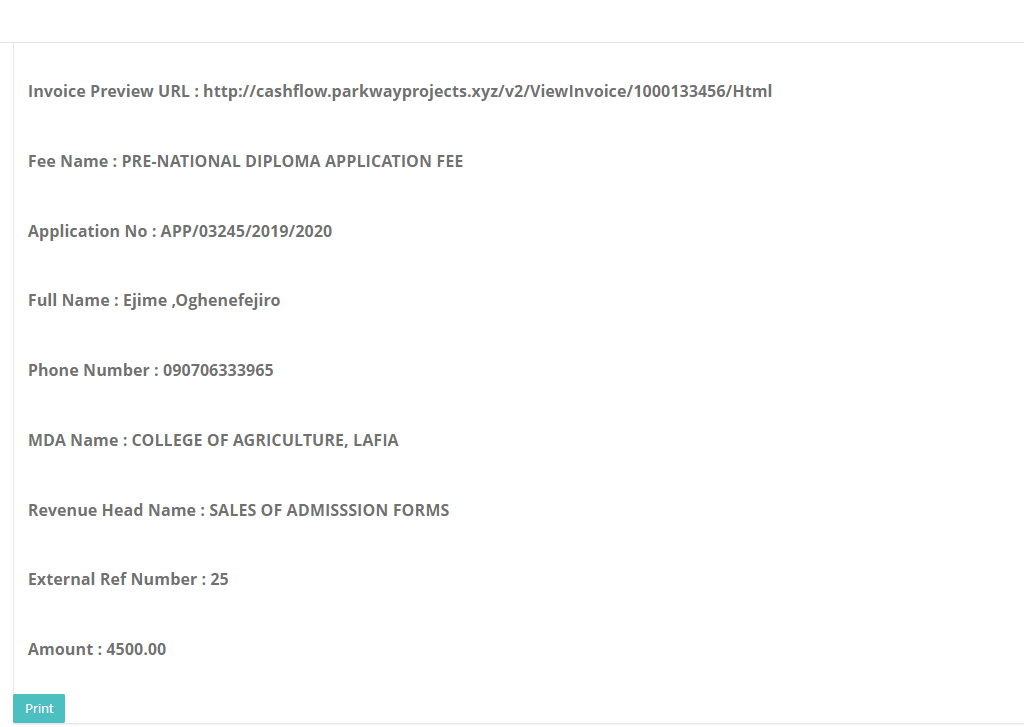 Invoice Preview URL : http://cashflow.parkwayprojects.xyz/v2/ViewInvoice/1000133456/Html
Fee Name : PRE-NATIONAL DIPLOMA APPLICATION FEE
Application No : APP/03245/2019/2020
Full Name : Ejime ,Oghenefejiro
Phone Number : 090706333965
MDA Name : COLLEGE OF AGRICULTURE, LAFIA
Revenue Head Name : SALES OF ADMISSSION FORMS
External Ref Number : 25
Amount : 4500.00
Print